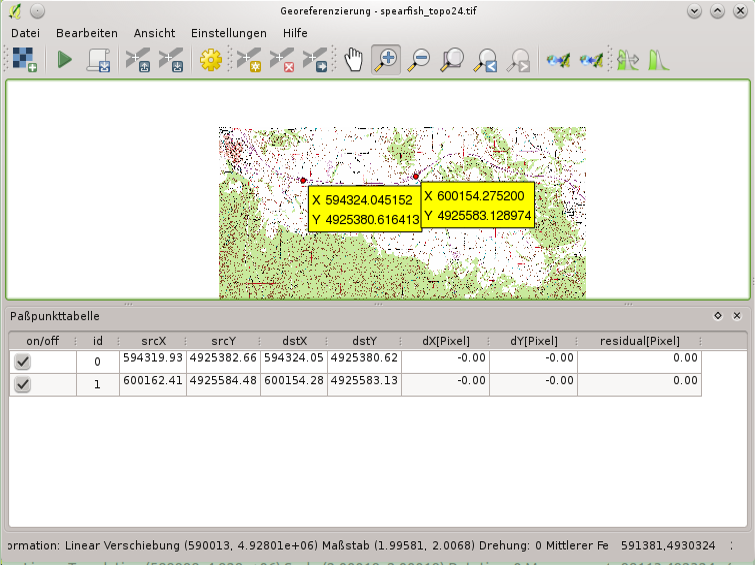 Georeferenzierung - spearfish_topo24.tif
Datei Bearbeiten Ansicht Einstellungen Hilfe
X 594324.045152
Y 4925380.616413
X 600154.275200
Y 4925583.128974
Paßpunkttabelle
on/off id srcX srcY dstX dstY dX[Pixel] dY[Pixel] residual[Pixel]
0 594319.93 4925382.66 594324.05 4925380.62 -0.00 -0.00 0.00
1 600162.41 4925584.48 600154.28 4925583.13 -0.00 -0.00 0.00
ormation: Linear Verschiebung (590013, 4.92801e+06) Maßstab (1.99581, 2.0068) Drehung: 0 Mittlerer Fe 591381,4930324